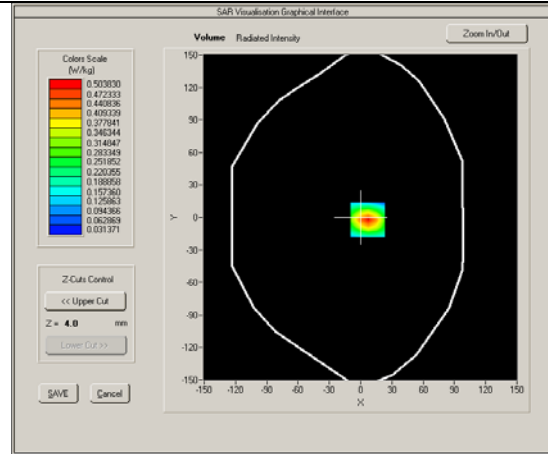 SAR Visualisation Graphical Interface
Volume Radiated Intensity
Zoom In/Out
Colors Scale
(W/kg)
0.503830
0.472333
0.440836
0.409339
0.377841
0.346344
0.314847
0.283349
0.251852
0.220355
0.188858
0.157360
0.125863
0.094366
0.062869
0.031371
Z-Cuts Control
<< Upper Cut
Z = 4.0 mm
Lower Cut >>
SAVE Cancel
150
120
90
60
30
0
-30
-60
-90
-120
-150
Y
-150 -120 -90 -60 -30 0 30 60 90 120 150
X